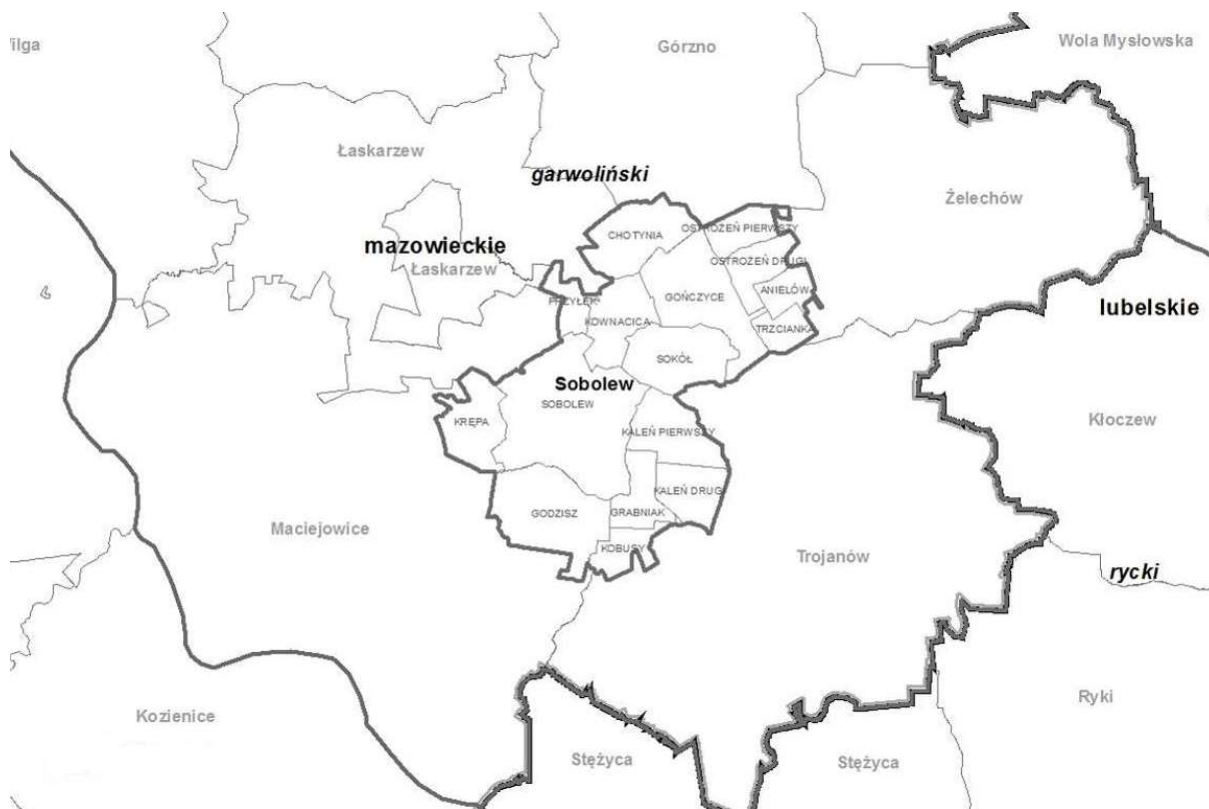 Wilga
Górzno
Wola Mysłowska
Łaskarzew
garwoliński
Żelechów
CHOTYNIA
OSTROŻEŃ PIERWSZY
mazowieckie
Łaskarzew
OSTROŻEŃ DRUGI
ANIELÓW
GOŃCZYCE
PRZYŁĘK
lubelskie
KOWNACICA
TRZCIANKA
SOKÓŁ
Sobolew
SOBOLEW
KRĘPA
Kłoczew
KALEŃ PIERWSZY
KALEŃ DRUGI
GODZISZ
GRABNIAK
Maciejowice
KOBUSY
Trojanów
rycki
Ryki
Kozienice
Stężyca
Stężyca